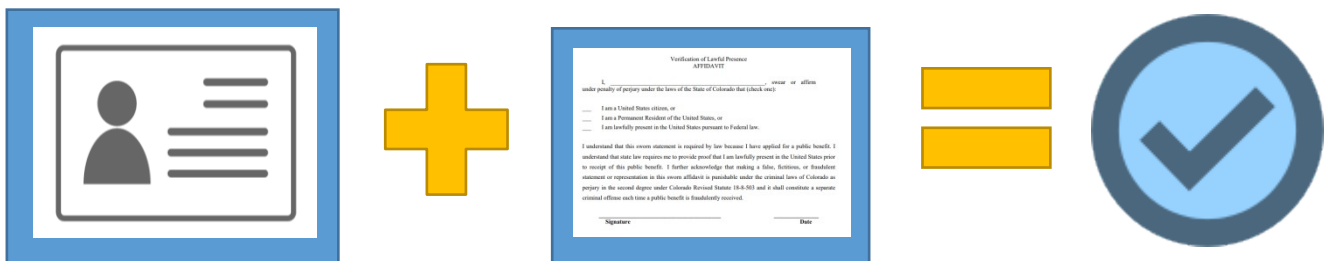 Verification of Lawful Presence
AFFIDAVIT
I, ________________________________________, swear or affirm
under penalty of perjury under the laws of the State of Colorado that (check one):
___ I am a United States citizen, or
___ I am a Permanent Resident of the United States, or
___ I am lawfully present in the United States pursuant to Federal law.
I understand that this sworn statement is required by law because I have applied for a public benefit. I
understand that state law requires me to provide proof that I am lawfully present in the United States prior
to receipt of this public benefit. I further acknowledge that making a false, fictitious, or fraudulent
statement or representation in this sworn affidavit is punishable under the criminal laws of Colorado as
perjury in the second degree under Colorado Revised Statute 18-8-503 and it shall constitute a separate
criminal offense each time a public benefit is fraudulently received.
Signature Date